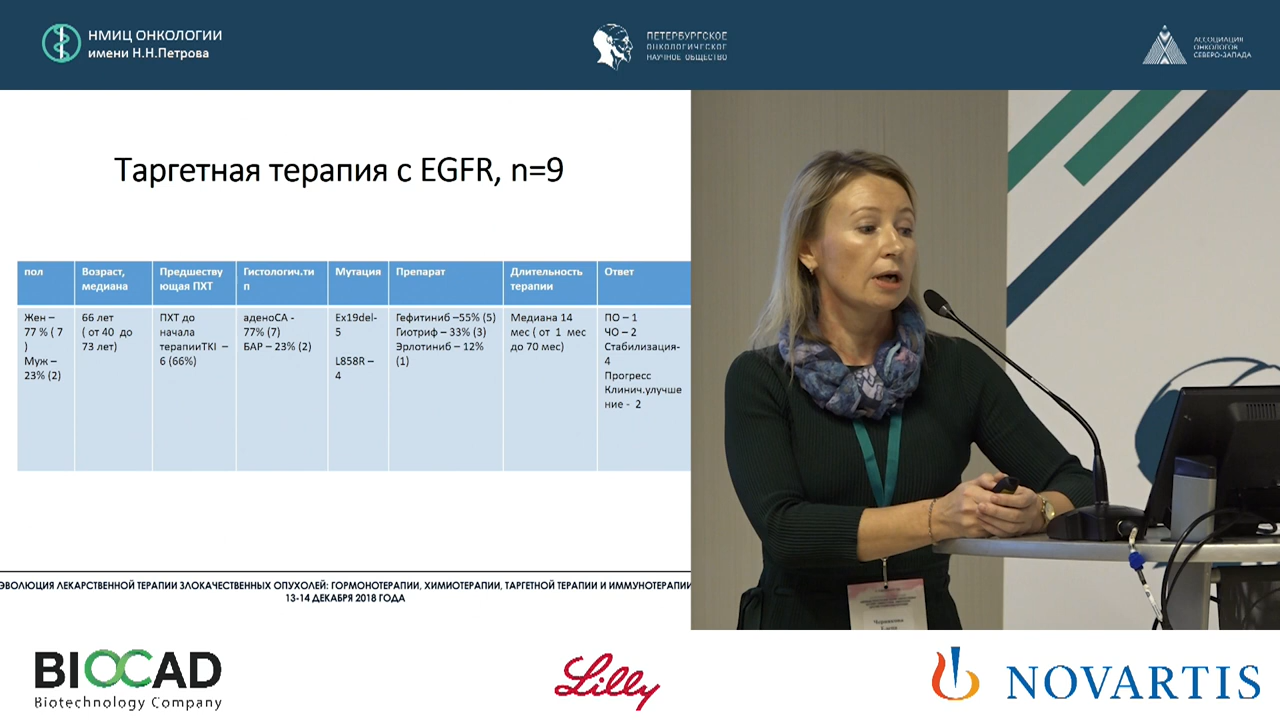 НМИЦ ОНКОЛОГИИ
имени Н.Н.Петрова
ПЕТЕРБУРГСКОЕ
ОНКОЛОГИЧЕСКОЕ
НАУЧНОЕ ОБЩЕСТВО
АССОЦИАЦИЯ
ОНКОЛОГОВ
СЕВЕРО-ЗАПАДА
Таргетная терапия с EGFR, n=9
пол
Возраст,
медиана
Предшеству
ющая ПХТ
Гистологич.ти
п
Мутация
Препарат
Длительность
терапии
Ответ
Жен –
77 % ( 7
)
Муж –
23% (2)
66 лет
( от 40 до
73 лет)
ПХТ до
начала
терапииTKI –
6 (66%)
аденоСА -
77% (7)
БАР – 23% (2)
Ex19del-
5
L858R –
4
Гефитиниб –55% (5)
Гиотриф – 33% (3)
Эрлотиниб – 12%
(1)
Медиана 14
мес ( от 1 мес
до 70 мес)
ПО – 1
ЧО – 2
Стабилизация-
4
Прогресс
Клинич.улучше
ние - 2
ЭВОЛЮЦИЯ ЛЕКАРСТВЕННОЙ ТЕРАПИИ ЗЛОКАЧЕСТВЕННЫХ ОПУХОЛЕЙ: ГОРМОНОТЕРАПИИ, ХИМИОТЕРАПИИ, ТАРГЕТНОЙ ТЕРАПИИ И ИММУНОТЕРАПИИ
13-14 ДЕКАБРЯ 2018 ГОДА
BIOCAD
Biotechnology Company
Lilly
NOVARTIS